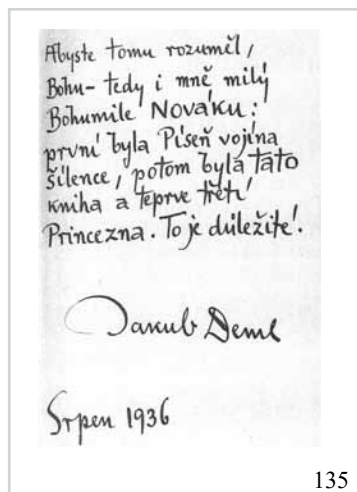 Abyste tomu rozuměl,
Bohu - tedy i mně milý
Bohumile Nováku:
první byla Píseň vojína
šílence, potom byla tato
kniha a teprve třetí
Princezna. To je důležité!
Jakub Deml
Srpen 1936
135